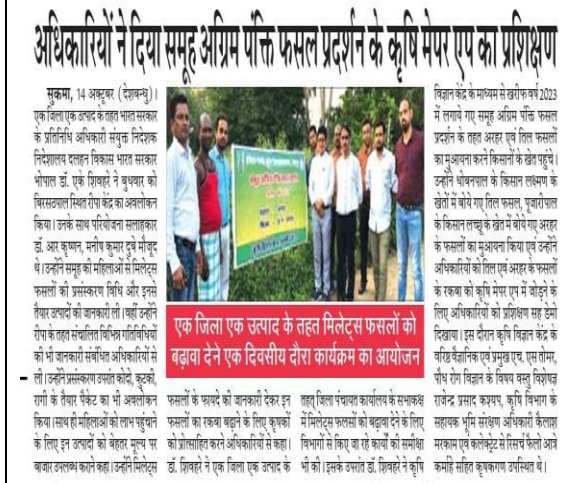 अधिकारियों ने दिया समूह अग्रिम पंक्ति फसल प्रदर्शन के कृषि मेपर एप का प्रशिक्षण
सुकमा, 14 अक्टूबर (देशबन्धु)।
एक जिला एक उत्पाद के तहत भारत सरकार
के प्रतिनिधि अधिकारी संयुक्त निदेशक
निदेशालय दलहन विकास भारत सरकार
भोपाल डॉ. एके शिवहरे ने बुधवार को
बिरसठपाल स्थित रीपा केंद्र का अवलोकन
किया। उनके साथ परियोजना सलाहकार
डॉ. आर कृष्णन, मनीष कुमार दुबे मौजूद
थे। उन्होंने समूह की महिलाओं से मिलेट्स
फसलों की प्रसंस्करण विधि और इनसे
तैयार उत्पादों की जानकारी ली। वहीं उन्होंने
रीपा के तहत संचालित विभिन्न गतिविधियों
की भी जानकारी संबंधित अधिकारियों से
ली। उन्होंने प्रसंस्करण उपरांत कोदो, कुटकी,
रागी के तैयार पैकेट का भी अवलोकन
किया। साथ ही महिलाओं को लाभ पहुंचाने
के लिए इन उत्पादों को बेहतर मूल्य पर
बाजार उपलब्ध कराने कहा। उन्होंने मिलेट्स
एक जिला एक उत्पाद के तहत मिलेट्स फसलों को
बढ़ावा देने एक दिवसीय दौरा कार्यक्रम का आयोजन
फसलों के फायदे की जानकारी देकर इन
फसलों का रकबा बढ़ाने के लिए कृषकों
को प्रोत्साहित करने अधिकारियों से कहा।
डॉ. शिवहरे ने एक जिला एक उत्पाद के
तहत् जिला पंचायत कार्यालय के सभाकक्ष
में मिलेट्स फलसों को बढ़ावा देने के लिए
विभागों से किए जा रहे कार्यों की समीक्षा
भी की। इसके उपरांत डॉ. शिवहरे ने कृषि
विज्ञान केंद्र के माध्यम से खरीफ वर्ष 2023
में लगाये गए समूह अग्रिम पंक्ति फसल
प्रदर्शन के तहत अरहर एवं तिल फसलों
का मुआयना करने किसानों के खेत पहुंचे।
उन्होंने धोबनपाल के किसान लक्ष्मण के
खेतों में बोये गए तिल फसल, पुजारीपाल
के किसान लच्छू के खेत में बोये गए अरहर
के फसलों का मुआयना किया एवं उन्होंने
अधिकारियों को तिल एवं अरहर के फसलों
के रकबा को कृषि मेपर एप में जोड़ने के
लिए अधिकारियों को प्रशिक्षण सह डेमो
दिखाया। इस दौरान कृषि विज्ञान केंद्र के
वरिष्ठ वैज्ञानिक एवं प्रमुख एच. एस तोमर,
पौध रोग विज्ञान के विषय वस्तु विशेषज्ञ
राजेन्द्र प्रसाद कश्यप, कृषि विभाग के
सहायक भूमि संरक्षण अधिकारी कैलाश
मरकाम एवं कलेक्ट्रेट से रिसर्च फैलो आत्रे
कर्माहे सहित कृषकगण उपस्थित थे।